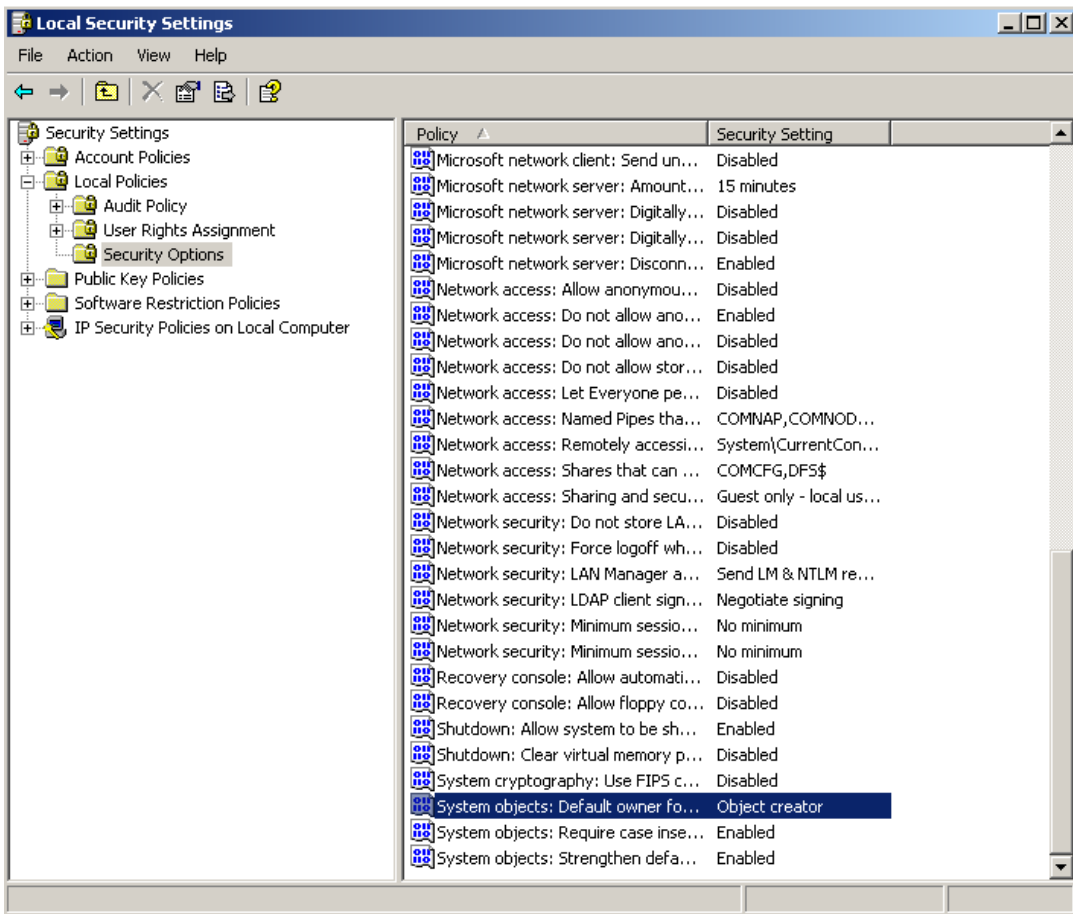 Local Security Settings
File Action View Help
Security Settings
Account Policies
Local Policies
Audit Policy
User Rights Assignment
Security Options
Public Key Policies
Software Restriction Policies
IP Security Policies on Local Computer
Policy Security Setting
Microsoft network client: Send un... Disabled
Microsoft network server: Amount... 15 minutes
Microsoft network server: Digitally... Disabled
Microsoft network server: Digitally... Disabled
Microsoft network server: Disconn... Enabled
Network access: Allow anonymou... Disabled
Network access: Do not allow ano... Enabled
Network access: Do not allow ano... Disabled
Network access: Do not allow stor... Disabled
Network access: Let Everyone pe... Disabled
Network access: Named Pipes tha... COMNAP,COMNOD...
Network access: Remotely accessi... System\CurrentCon...
Network access: Shares that can ... COMCFG,DFS$
Network access: Sharing and secu... Guest only - local us...
Network security: Do not store LA... Disabled
Network security: Force logoff wh... Disabled
Network security: LAN Manager a... Send LM & NTLM re...
Network security: LDAP client sign... Negotiate signing
Network security: Minimum sessio... No minimum
Network security: Minimum sessio... No minimum
Recovery console: Allow automati... Disabled
Recovery console: Allow floppy co... Disabled
Shutdown: Allow system to be sh... Enabled
Shutdown: Clear virtual memory p... Disabled
System cryptography: Use FIPS c... Disabled
System objects: Default owner fo... Object creator
System objects: Require case inse... Enabled
System objects: Strengthen defa... Enabled